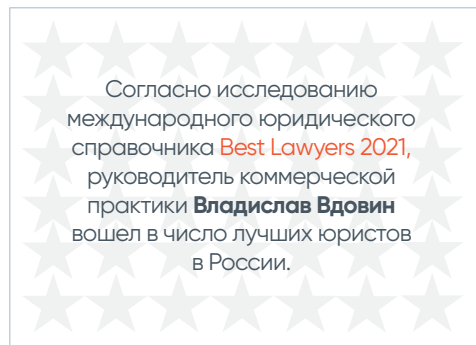 Согласно исследованию
международного юридического
справочника Best Lawyers 2021,
руководитель коммерческой
практики Владислав Вдовин
вошел в число лучших юристов
в России.